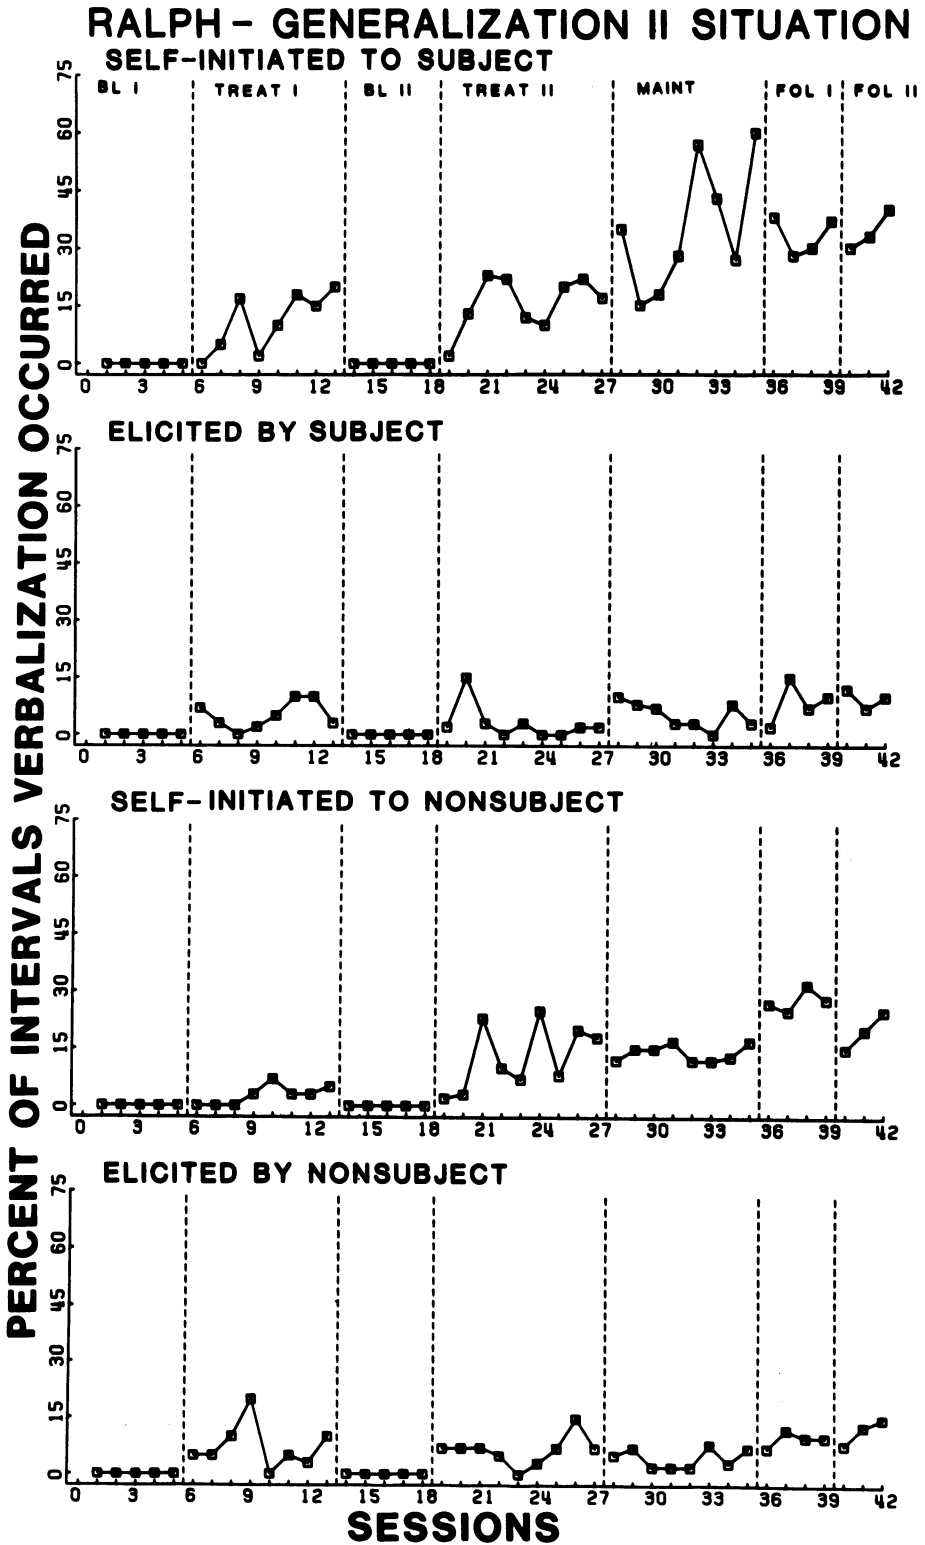 RALPH - GENERALIZATION II SITUATION
SELF-INITIATED TO SUBJECT
BL I TREAT I BL II TREAT II MAINT FOL I FOL II
75
60
45
30
15
0
0 3 6 9 12 15 18 21 24 27 30 33 36 39 42
ELICITED BY SUBJECT
75
60
45
30
15
0
0 3 6 9 12 15 18 21 24 27 30 33 36 39 42
SELF-INITIATED TO NONSUBJECT
75
60
45
30
15
0
0 3 6 9 12 15 18 21 24 27 30 33 36 39 42
ELICITED BY NONSUBJECT
75
60
45
30
15
0
0 3 6 9 12 15 18 21 24 27 30 33 36 39 42
SESSIONS
PERCENT OF INTERVALS VERBALIZATION OCCURRED